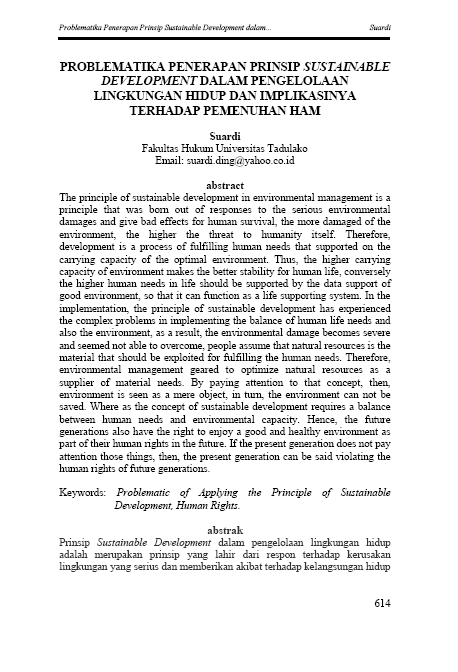 Problematika Penerapan Prinsip Sustainable Development dalam... Suardi
PROBLEMATIKA PENERAPAN PRINSIP SUSTAINABLE
DEVELOPMENT DALAM PENGELOLAAN
LINGKUNGAN HIDUP DAN IMPLIKASINYA
TERHADAP PEMENUHAN HAM
Suardi
Fakultas Hukum Universitas Tadulako
Email: suardi.ding@yahoo.co.id
abstract
The principle of sustainable development in environmental management is a
principle that was born out of responses to the serious environmental
damages and give bad effects for human survival, the more damaged of the
environment, the higher the threat to humanity itself. Therefore,
development is a process of fulfilling human needs that supported on the
carrying capacity of the optimal environment. Thus, the higher carrying
capacity of environment makes the better stability for human life, conversely
the higher human needs in life should be supported by the data support of
good environment, so that it can function as a life supporting system. In the
implementation, the principle of sustainable development has experienced
the complex problems in implementing the balance of human life needs and
also the environment, as a result, the environmental damage becomes severe
and seemed not able to overcome, people assume that natural resources is the
material that should be exploited for fulfilling the human needs. Therefore,
environmental management geared to optimize natural resources as a
supplier of material needs. By paying attention to that concept, then,
environment is seen as a mere object, in turn, the environment can not be
saved. Where as the concept of sustainable development requires a balance
between human needs and environmental capacity. Hence, the future
generations also have the right to enjoy a good and healthy environment as
part of their human rights in the future. If the present generation does not pay
attention those things, then, the present generation can be said violating the
human rights of future generations.
Keywords: Problematic of Applying the Principle of Sustainable
Development, Human Rights.
abstrak
Prinsip Sustainable Development dalam pengelolaan lingkungan hidup
adalah merupakan prinsip yang lahir dari respon terhadap kerusakan
lingkungan yang serius dan memberikan akibat terhadap kelangsungan hidup
614